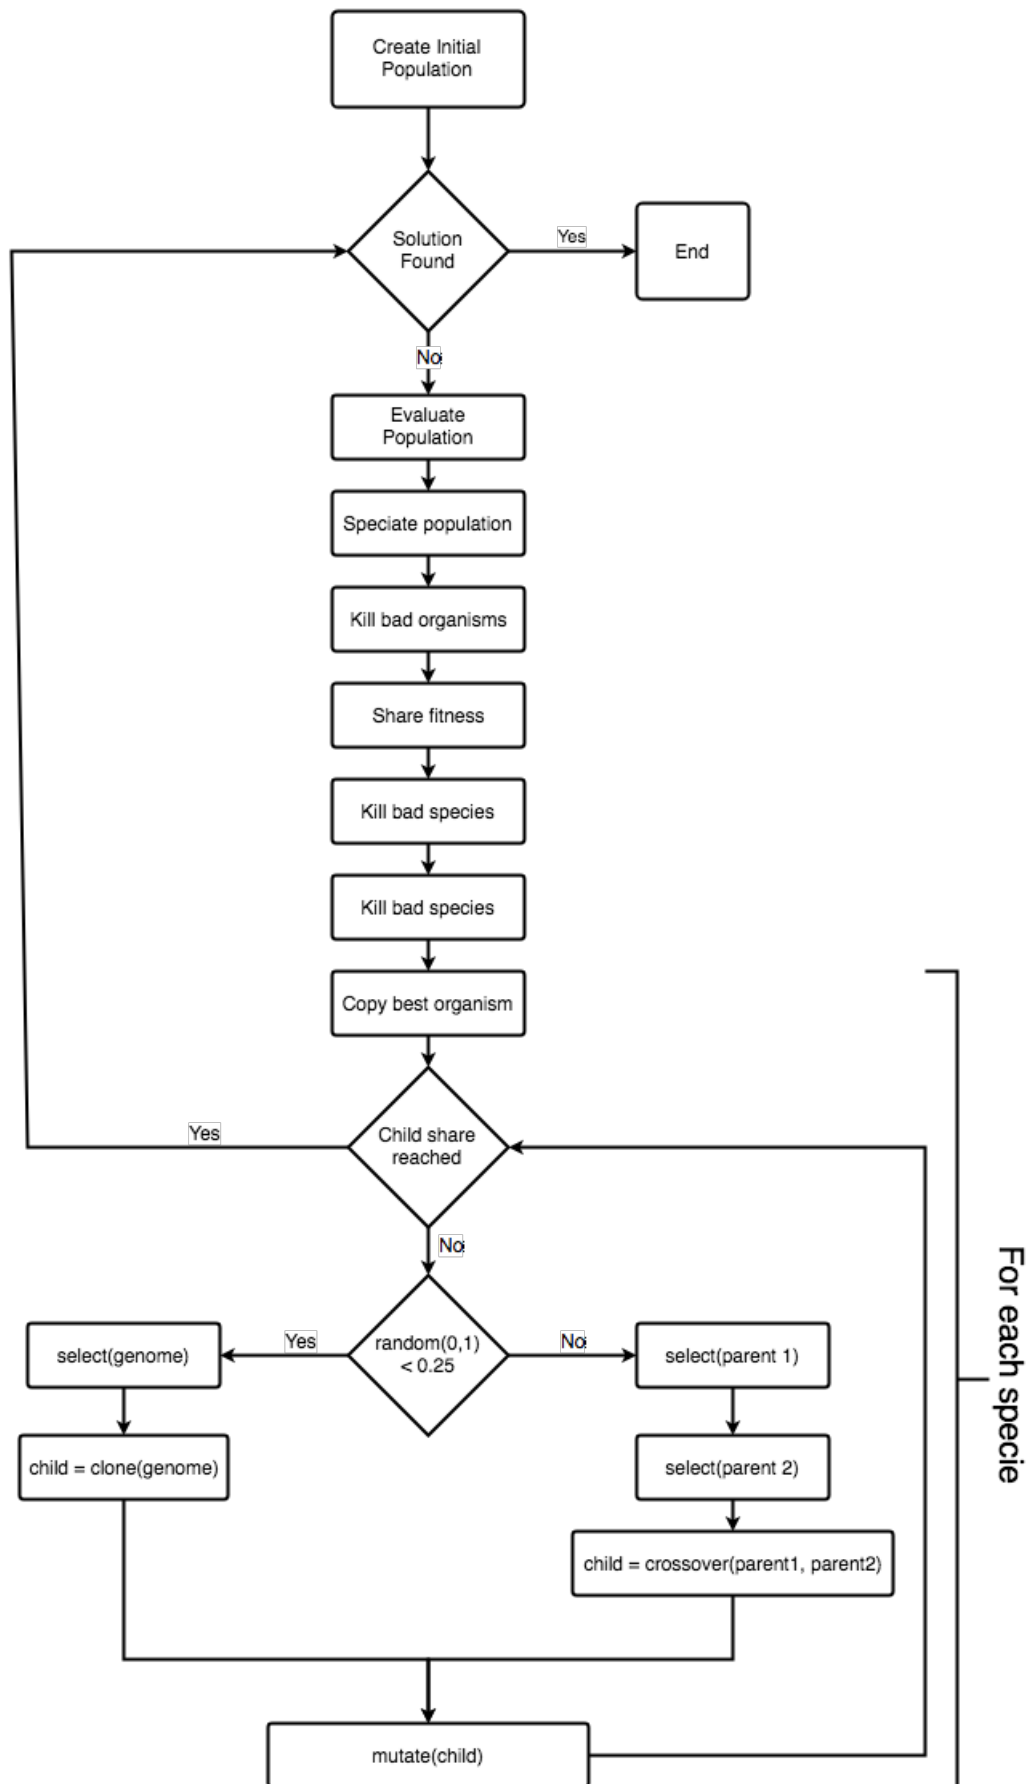 Create Initial
Population
Solution
Found
Yes
End
No
Evaluate
Population
Speciate population
Kill bad organisms
Share fitness
Kill bad species
Kill bad species
Copy best organism
Child share
reached
Yes
No
random(0,1)
< 0.25
Yes
No
select(genome)
select(parent 1)
child = clone(genome)
select(parent 2)
child = crossover(parent1, parent2)
mutate(child)
For each specie